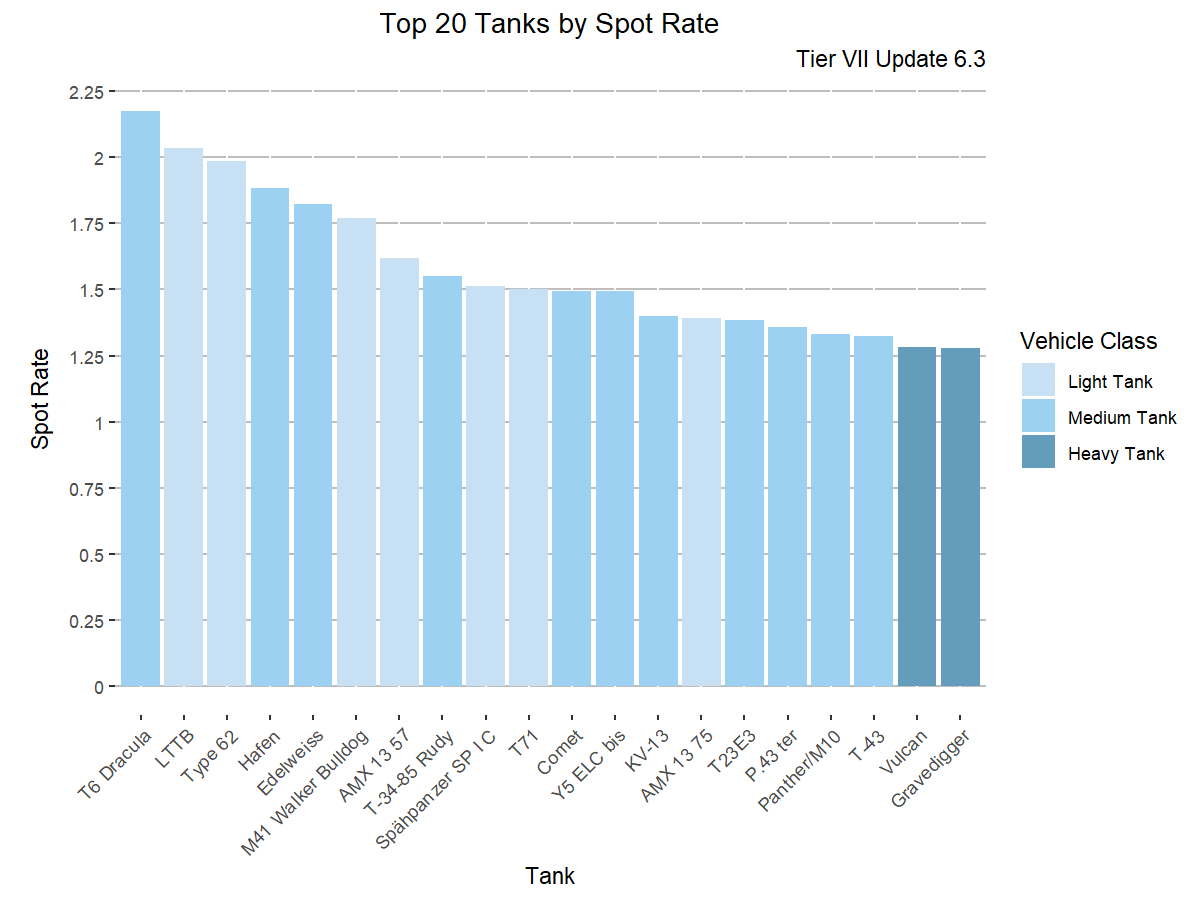 Top 20 Tanks by Spot Rate
Tier VII Update 6.3
2.25
2
1.75
1.5
1.25
1
0.75
0.5
0.25
0
Spot Rate
T6 Dracula
LTTB
Type 62
Hafen
Edelweiss
M41 Walker Bulldog
AMX 13 57
T-34-85 Rudy
Spähpanzer SP I C
T71
Comet
Y5 ELC bis
KV-13
AMX 13 75
T23E3
P.43 ter
Panther/M10
T-43
Vulcan
Gravedigger
Tank
Vehicle Class
Light Tank
Medium Tank
Heavy Tank